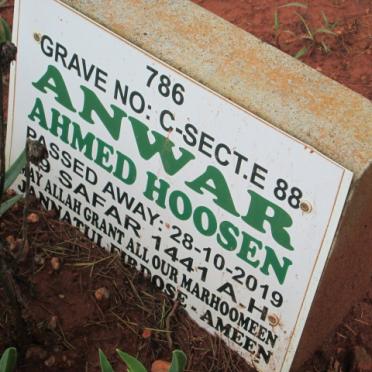 786
GRAVE NO: C.SECT.E 88
ANWAR
AHMED HOOSEN
PASSED AWAY: 28-10-2019
SAFAR 1441 A.H
MAY ALLAH GRANT ALL OUR MARHOOMEEN
JANNATUL FIRDOSE - AMEEN